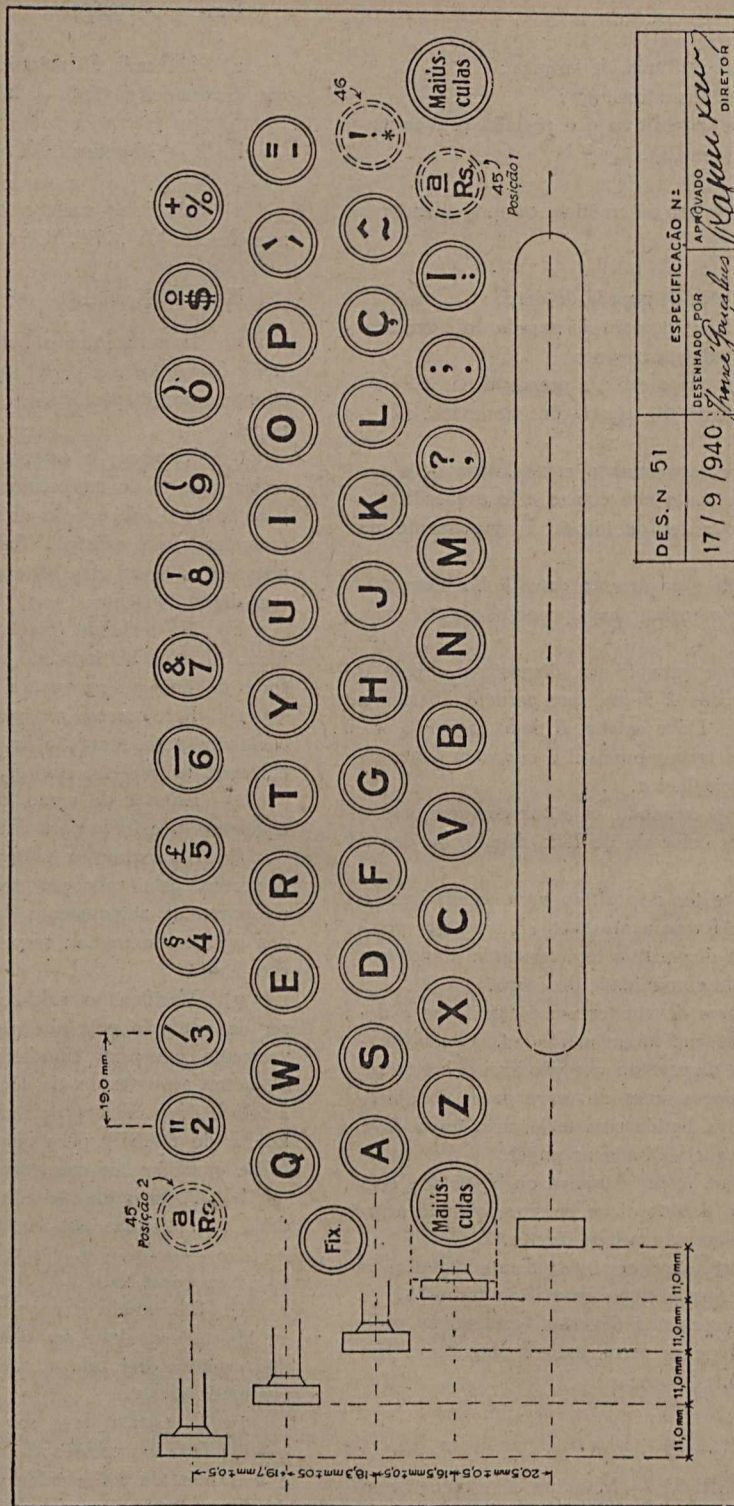 45
Posição 2
a Rs.
" 2
/ 3
§ 4
£ 5
_ 6
& 7
' 8
( 9
) 0
º $
+ %
19,0 mm
Q W E R T Y U I O P
´ `
= -
Fix.
A S D F G H J K L Ç
^ ~
! *
46
Maiús-
culas
Z X C V B N M
? ,
; .
! :
a Rs.
45
Posição 1
Maiús-
culas
11,0mm 11,0mm 11,0mm 11,0mm
20,5mm±0,5 16,5mm±0,5 18,3mm±05 19,7mm±0,5
DES. N 51
ESPECIFICAÇÃO Nº
17/9/940
DESENHADO POR
APROVADO
DIRETOR